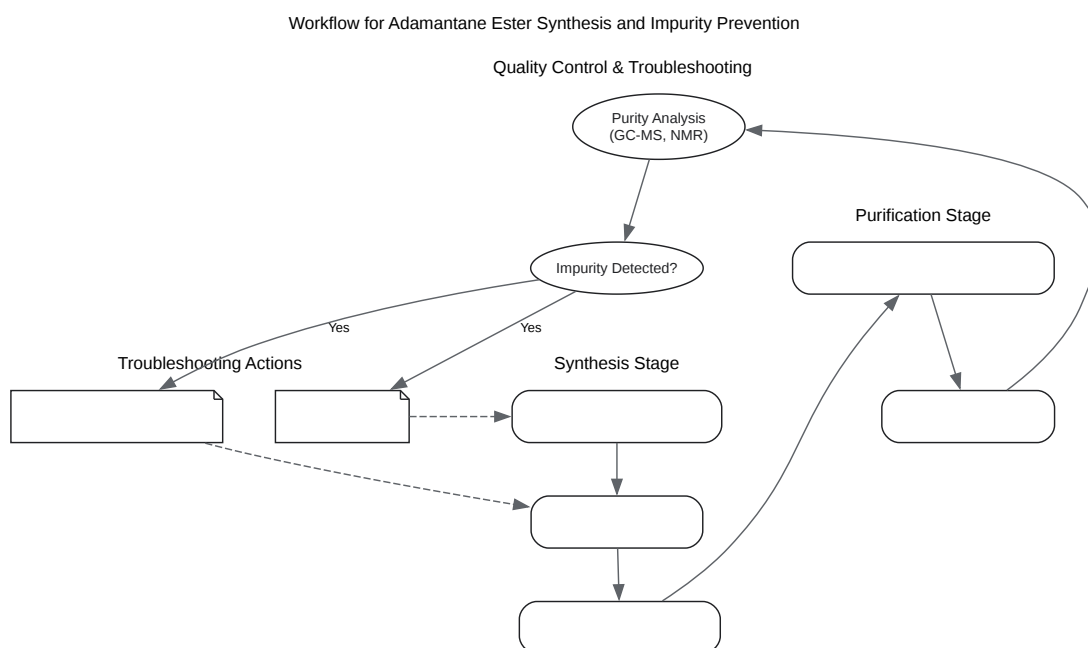 Workflow for Adamantane Ester Synthesis and Impurity Prevention
Quality Control & Troubleshooting
Purity Analysis
(GC-MS, NMR)
Purification Stage
Impurity Detected?
Yes
Yes
Troubleshooting Actions
Synthesis Stage